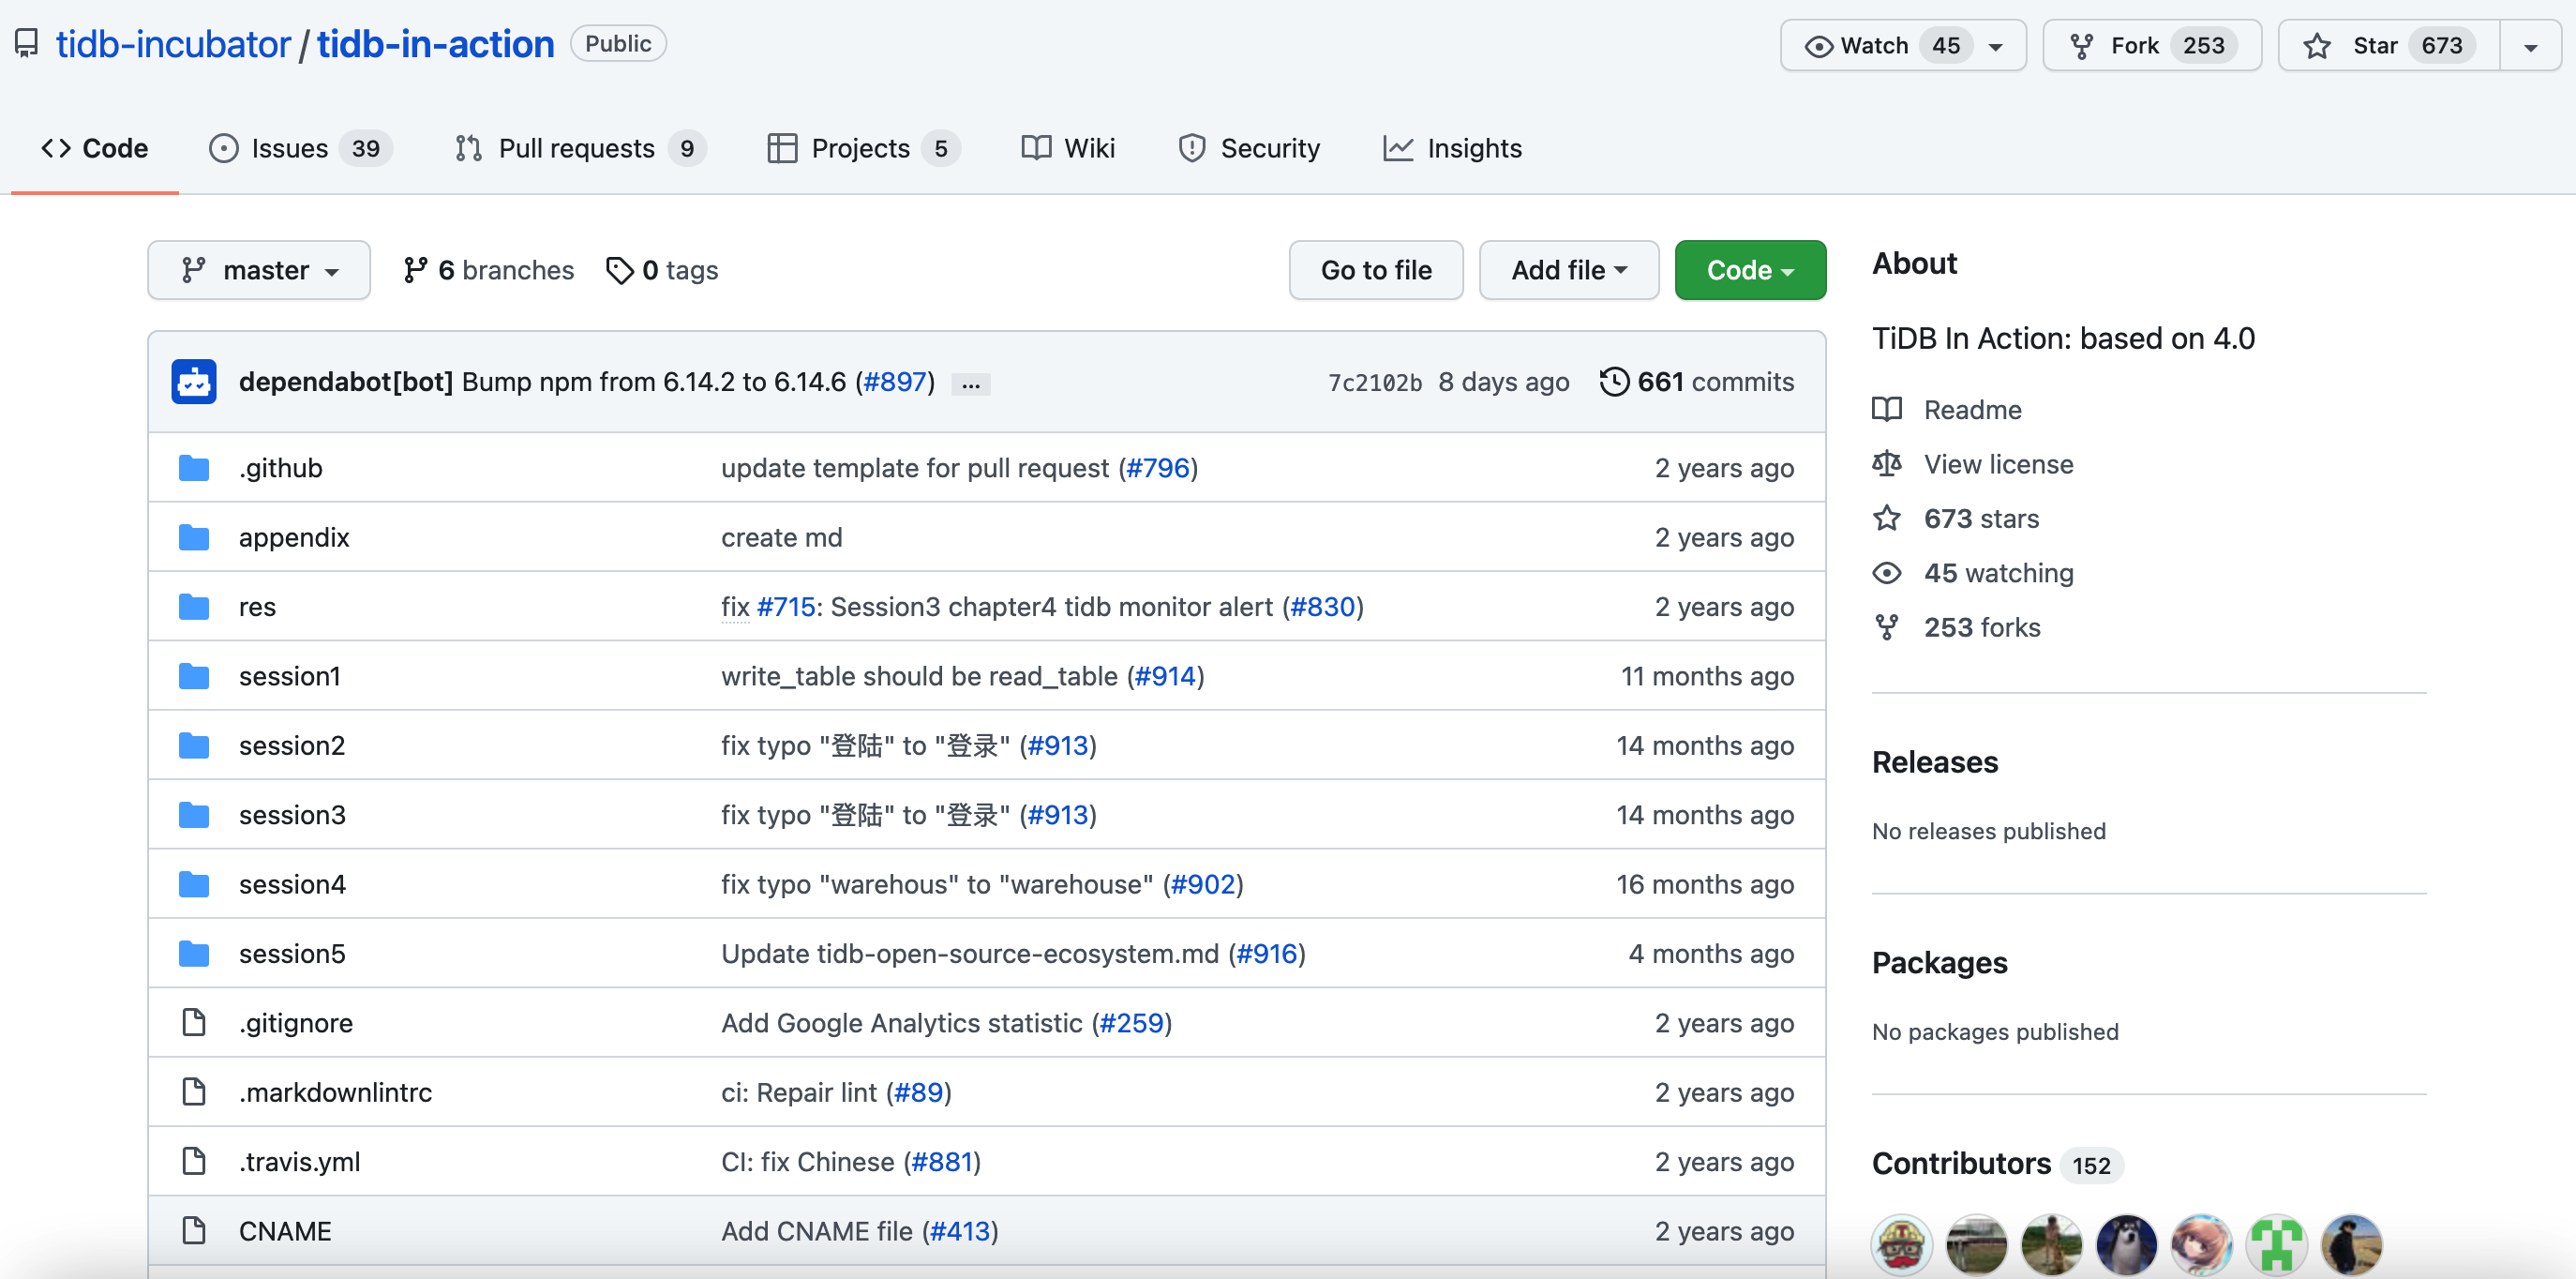 tidb-incubator / tidb-in-action Public Watch 45 Fork 253 Star 673
Code Issues 39 Pull requests 9 Projects 5 Wiki Security Insights
master 6 branches 0 tags Go to file Add file Code
dependabot[bot] Bump npm from 6.14.2 to 6.14.6 (#897) ... 7c2102b 8 days ago 661 commits
.github update template for pull request (#796) 2 years ago
appendix create md 2 years ago
res fix #715: Session3 chapter4 tidb monitor alert (#830) 2 years ago
session1 write_table should be read_table (#914) 11 months ago
session2 fix typo "登陆" to "登录" (#913) 14 months ago
session3 fix typo "登陆" to "登录" (#913) 14 months ago
session4 fix typo "warehous" to "warehouse" (#902) 16 months ago
session5 Update tidb-open-source-ecosystem.md (#916) 4 months ago
.gitignore Add Google Analytics statistic (#259) 2 years ago
.markdownlintrc ci: Repair lint (#89) 2 years ago
.travis.yml CI: fix Chinese (#881) 2 years ago
CNAME Add CNAME file (#413) 2 years ago
About
TiDB In Action: based on 4.0
Readme
View license
673 stars
45 watching
253 forks
Releases
No releases published
Packages
No packages published
Contributors 152